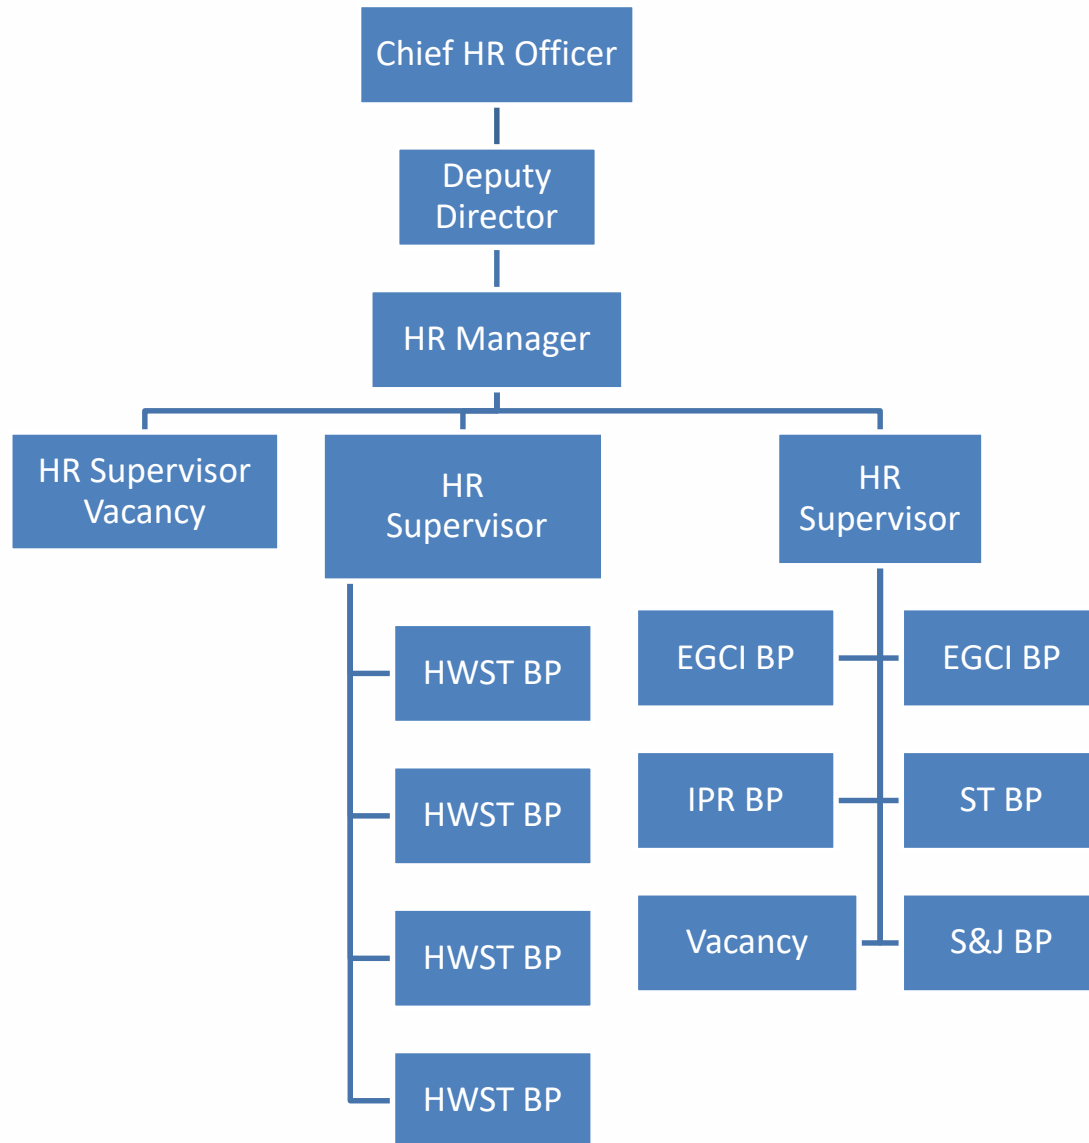 Chief HR Officer
Deputy
Director
HR Manager
HR Supervisor
Vacancy
HR
Supervisor
HR
Supervisor
HWST BP
HWST BP
HWST BP
HWST BP
EGCI BP
EGCI BP
IPR BP
ST BP
Vacancy
S&J BP